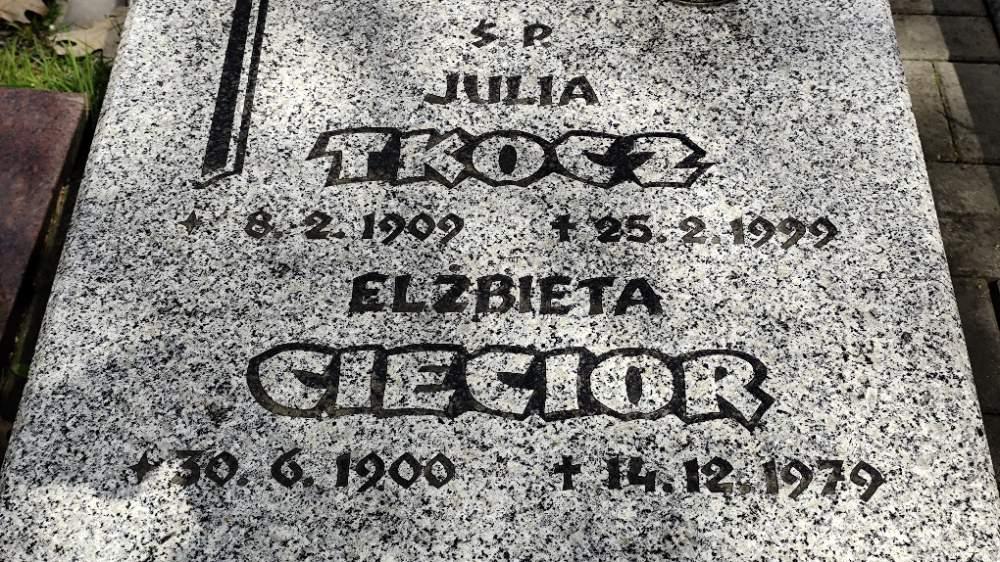 Ś. P.
JULIA
TKOCZ
8. 2. 1909 25. 2. 1999
ELŻBIETA
CIECIOR
30. 6. 1900 14. 12. 1979